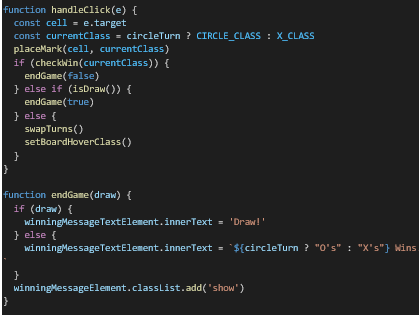 function handleClick(e) {
  const cell = e.target
  const currentClass = circleTurn ? CIRCLE_CLASS : X_CLASS
  placeMark(cell, currentClass)
  if (checkWin(currentClass)) {
    endGame(false)
  } else if (isDraw()) {
    endGame(true)
  } else {
    swapTurns()
    setBoardHoverClass()
  }
}

function endGame(draw) {
  if (draw) {
    winningMessageTextElement.innerText = 'Draw!'
  } else {
    winningMessageTextElement.innerText = `${circleTurn ? "O's" : "X's"} Wins
`
  }
  winningMessageElement.classList.add('show')
}